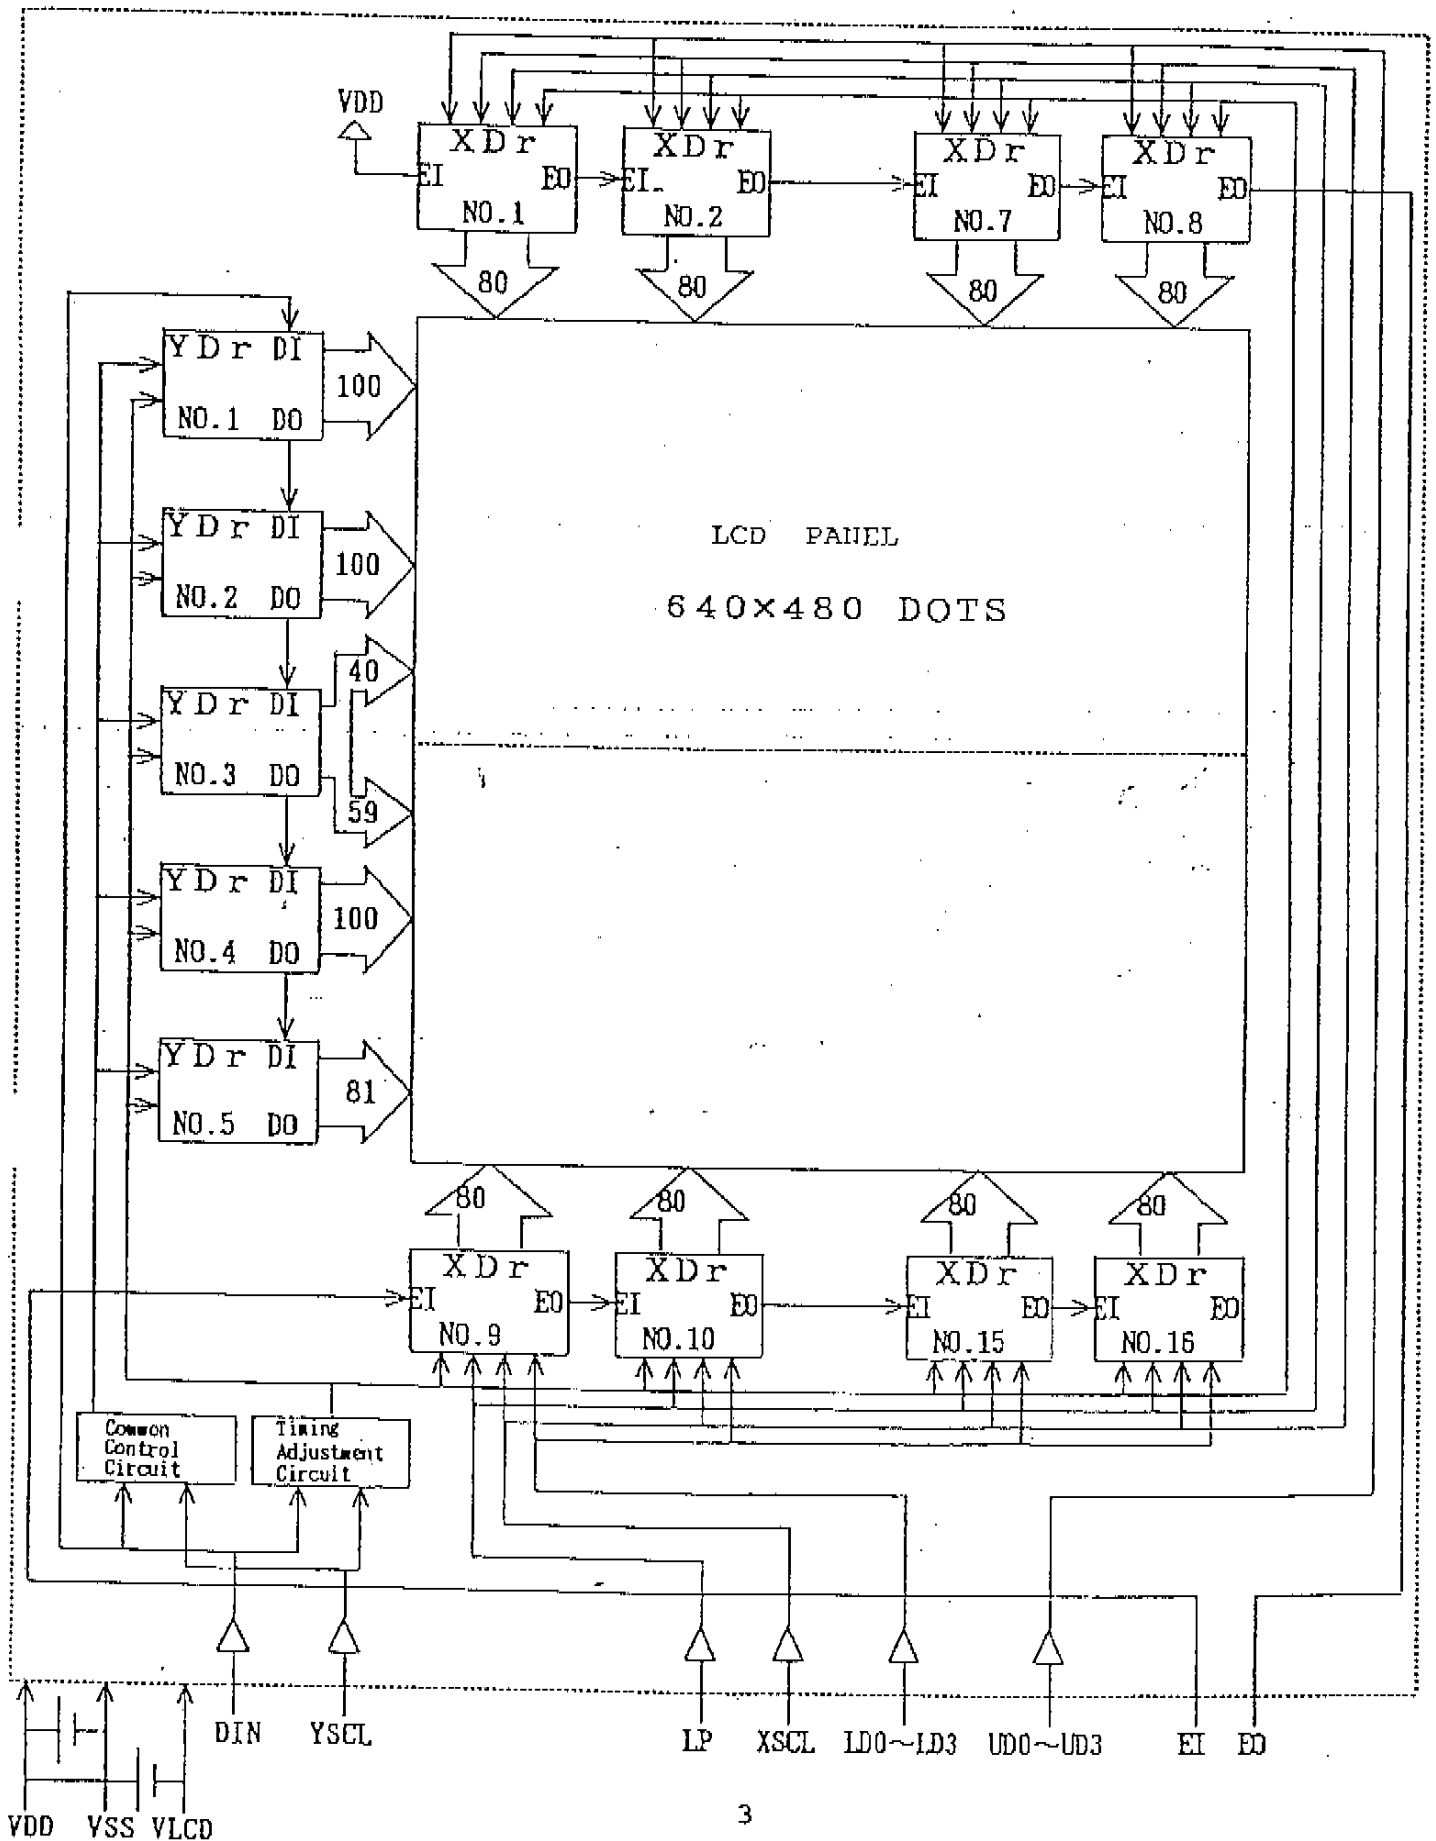 VDD
XDr
EI
EO
NO.1
XDr
EI
EO
NO.2
XDr
EI
EO
NO.7
XDr
EI
EO
NO.8
80
80
80
80
YDr DI
NO.1 DO
100
YDr DI
NO.2 DO
100
YDr DI
NO.3 DO
40
59
YDr DI
NO.4 DO
100
YDr DI
NO.5 DO
81
LCD PANEL
640×480 DOTS
80
80
80
80
XDr
EI
EO
NO.9
XDr
EI
EO
NO.10
XDr
EI
EO
NO.15
XDr
EI
EO
NO.16
Common
Control
Circuit
Timing
Adjustment
Circuit
DIN
YSCL
LP
XSCL
LD0~LD3
UD0~UD3
EI
EO
VDD
VSS
VLCD
3